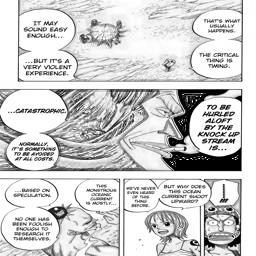 THAT'S WHAT
USUALLY
HAPPENS.
THE CRITICAL
THING IS
TIMING.
IT MAY
SOUND EASY
ENOUGH...
...BUT IT'S A
VERY VIOLENT
EXPERIENCE.
TO BE
HURLED
ALOFT
BY THE
KNOCK UP
STREAM
IS...
...CATASTROPHIC.
NORMALLY,
IT'S SOMETHING
TO BE AVOIDED
AT ALL COSTS.
!!!
BUT WHY DOES
THIS OCEAN
CURRENT SHOOT
UPWARD?
WE'VE NEVER
EVEN HEARD
OF THIS
THING
BEFORE.
THIS
MONSTROUS
OCEANIC
CURRENT IS
MOSTLY...
...BASED ON
SPECULATION.
NO ONE HAS
BEEN FOOLISH
ENOUGH TO
RESEARCH IT
THEMSELVES.